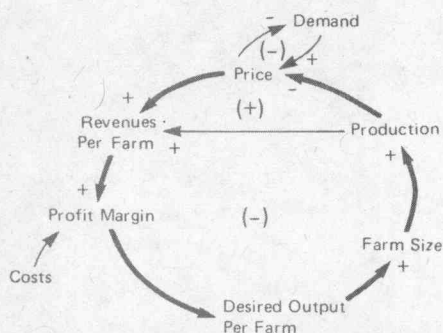 - Demand
(-) +
Price
-
+ (+)
Revenues Production
Per Farm + +
+
Profit Margin (-)
Farm Size
+
Costs
Desired Output
Per Farm